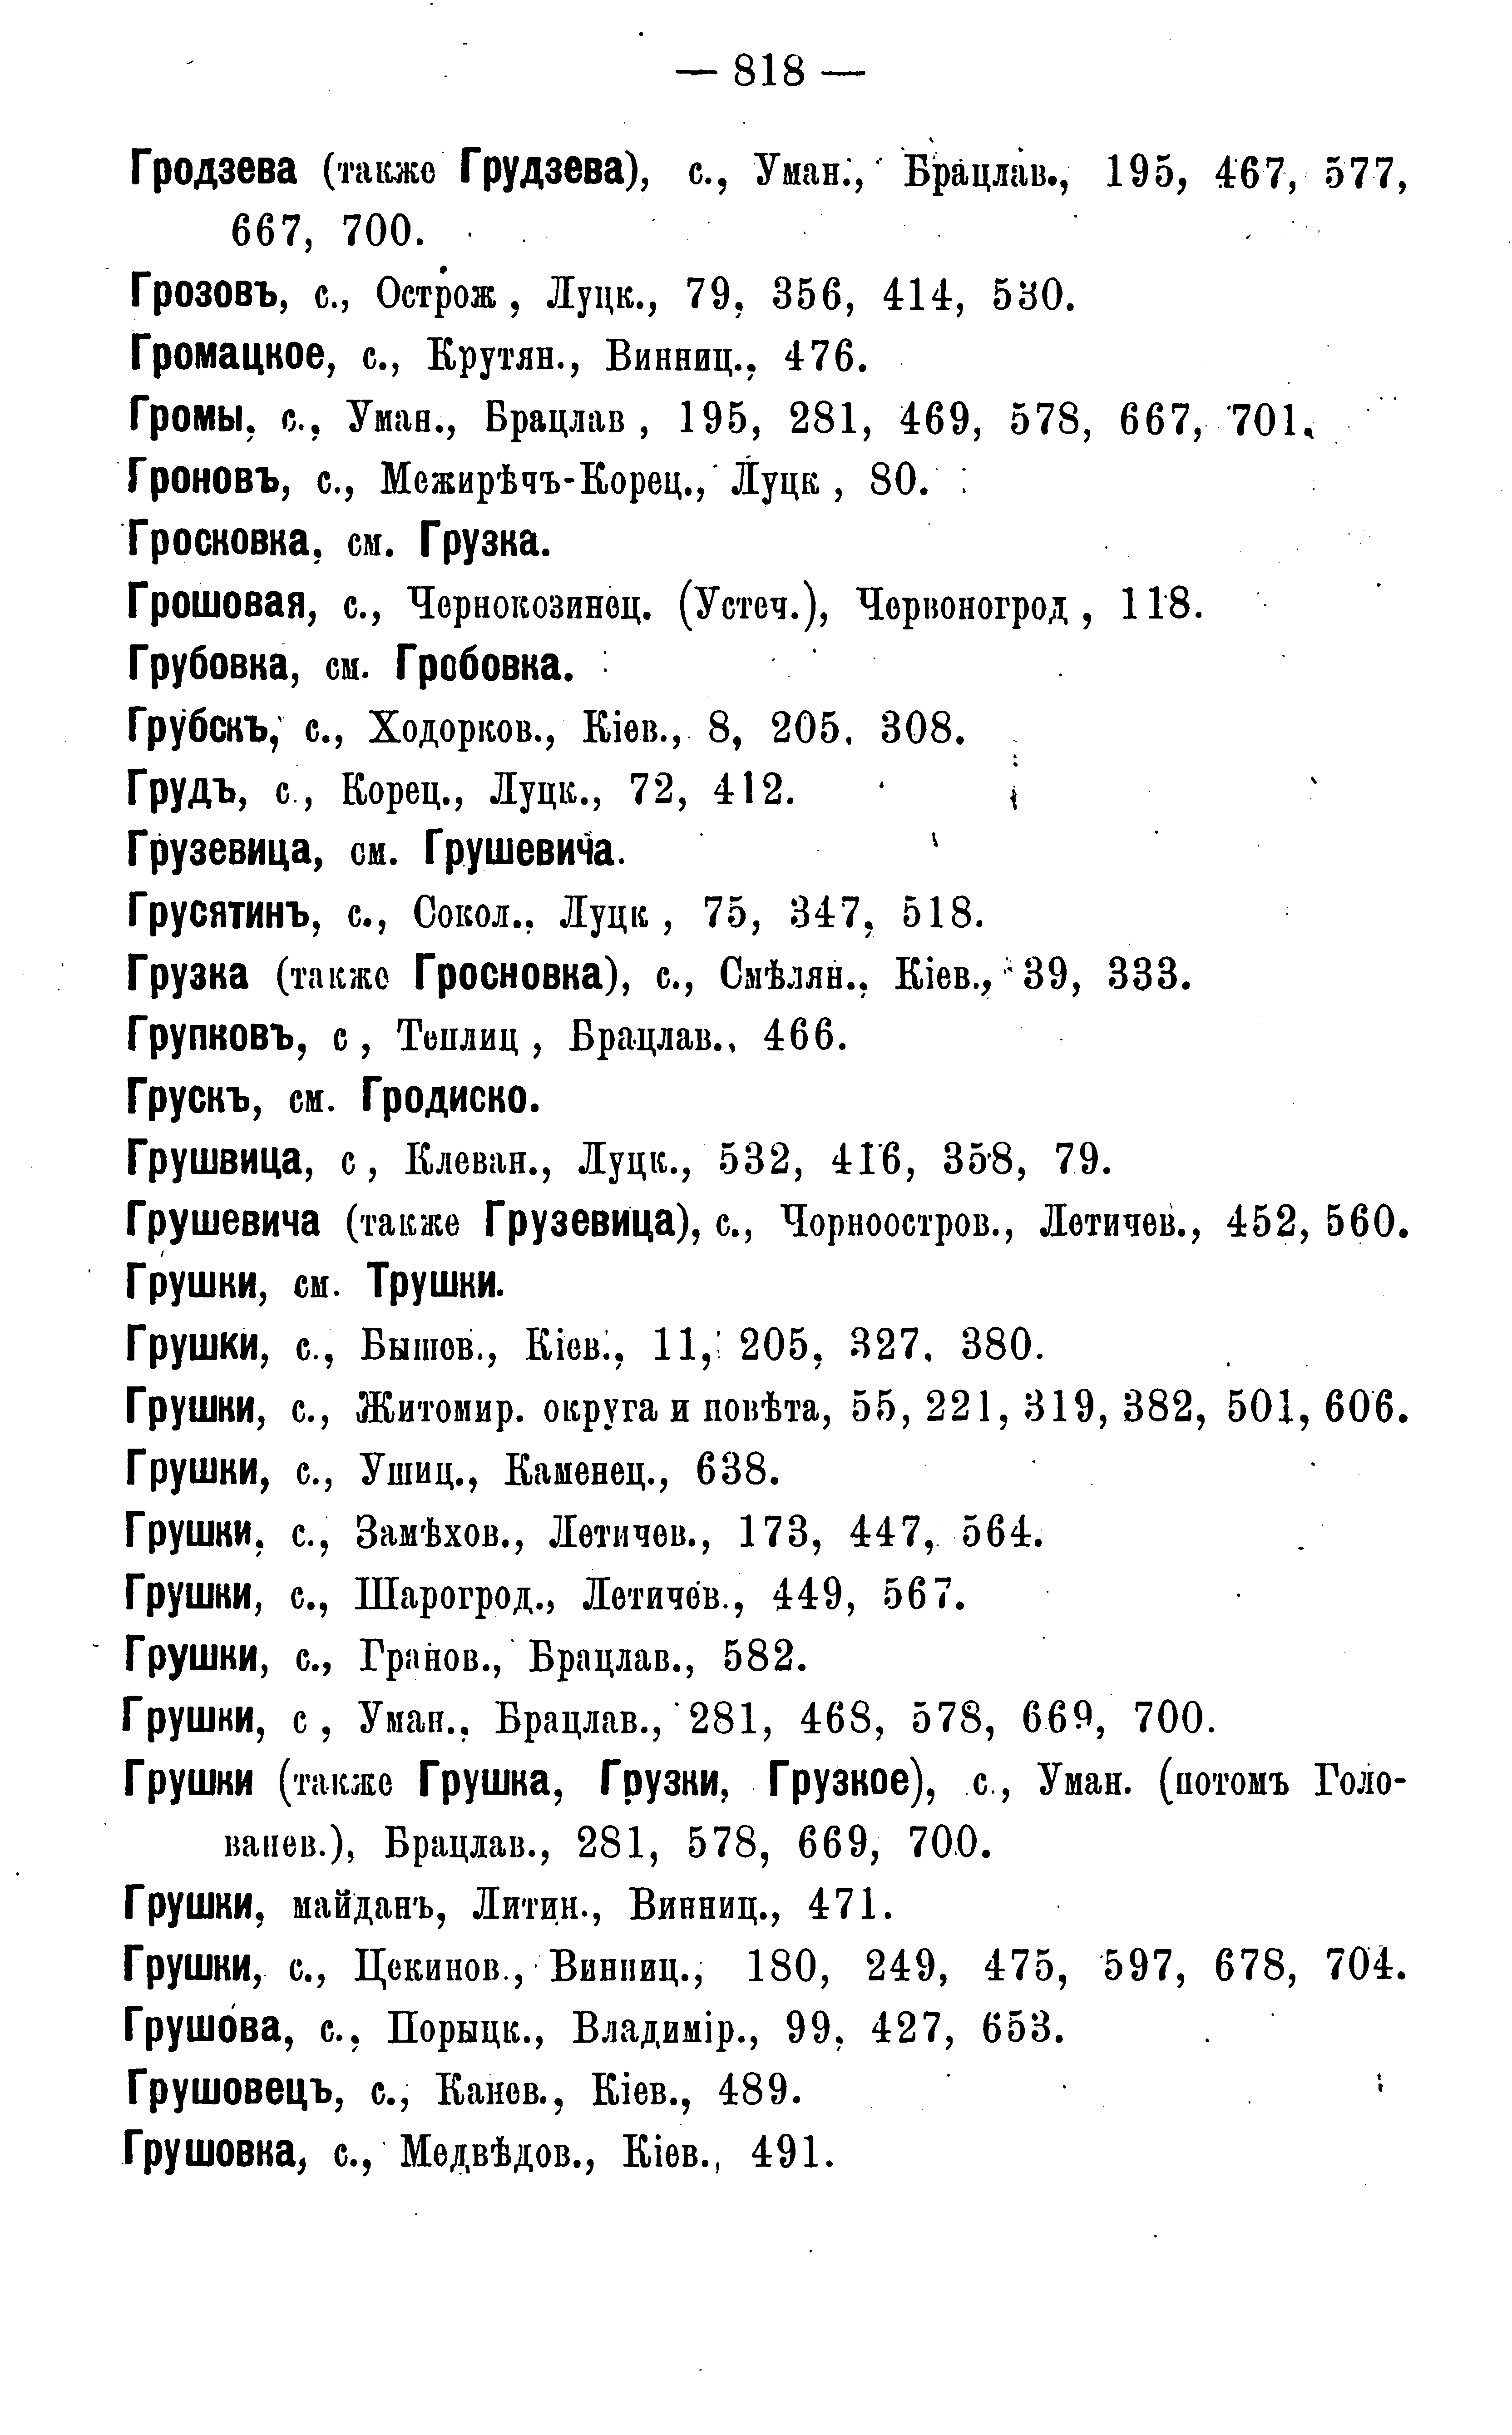 — 818 —
Гродзева (также Грудзева), с., Уман., Брацлав., 195, 467, 577,
667, 700.
Грозовъ, с., Острож , Луцк., 79, 356, 414, 530.
Громацкое, с., Крутян., Винниц., 476.
Громы, с., Уман., Брацлав , 195, 281, 469, 578, 667, 701.
Гроновъ, с., Межирѣчъ-Корец., Луцк , 80.
Гросковка, см. Грузка.
Грошовая, с., Чернокозинец. (Устеч.), Червоногрод , 118.
Грубовка, см. Гробовка.
Грубскъ, с., Ходорков., Кіев., 8, 205, 308.
Грудъ, с., Корец., Луцк., 72, 412.
Грузевица, см. Грушевича.
Грусятинъ, с., Сокол., Луцк , 75, 347, 518.
Грузка (также Гросновка), с., Смѣлян., Кіев., 39, 333.
Групковъ, с , Теплиц , Брацлав., 466.
Грускъ, см. Гродиско.
Грушвица, с , Клеван., Луцк., 532, 416, 358, 79.
Грушевича (также Грузевица), с., Чорноостров., Летичев., 452, 560.
Грушки, см. Трушки.
Грушки, с., Бышов., Кіев., 11, 205, 327, 380.
Грушки, с., Житомир. округа и повѣта, 55, 221, 319, 382, 501, 606.
Грушки, с., Ушиц., Каменец., 638.
Грушки, с., Замѣхов., Летичев., 173, 447, 564.
Грушки, с., Шарогрод., Летичев., 449, 567.
Грушки, с., Гранов., Брацлав., 582.
Грушки, с , Уман., Брацлав., 281, 468, 578, 669, 700.
Грушки (также Грушка, Грузки, Грузкое), с., Уман. (потомъ Голо-
ванев.), Брацлав., 281, 578, 669, 700.
Грушки, майданъ, Литин., Винниц., 471.
Грушки, с., Цекинов., Винниц., 180, 249, 475, 597, 678, 704.
Грушова, с., Порыцк., Владимір., 99, 427, 653.
Грушовецъ, с., Канев., Кіев., 489.
Грушовка, с., Медвѣдов., Кіев., 491.